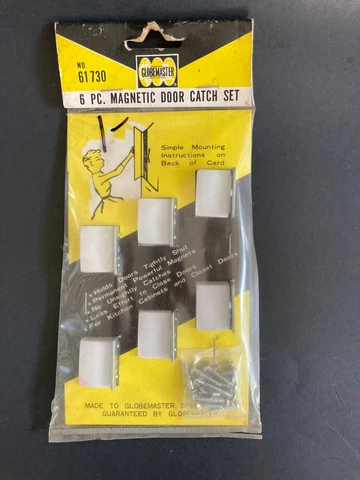 NO.
61730
GLOBEMASTER
6 PC. MAGNETIC DOOR CATCH SET
1-
Simple Mounting
Instructions on
Back of Card
• Holds Doors Tightly Shut
• Permanent Powerful Magnets
• No Unsightly Catches
• Less Effort to Close Doors
• For Kitchen Cabinets and Closet Doors
MADE TO GLOBEMASTER
GUARANTEED BY